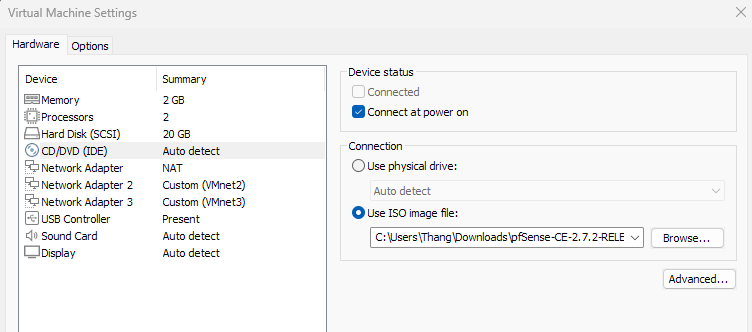 Virtual Machine Settings
Hardware Options
Device Summary
Memory 2 GB
Processors 2
Hard Disk (SCSI) 20 GB
CD/DVD (IDE) Auto detect
Network Adapter NAT
Network Adapter 2 Custom (VMnet2)
Network Adapter 3 Custom (VMnet3)
USB Controller Present
Sound Card Auto detect
Display Auto detect
Device status
Connected
Connect at power on
Connection
Use physical drive:
Auto detect
Use ISO image file:
C:\Users\Thang\Downloads\pfSense-CE-2.7.2-RELE Browse...
Advanced...